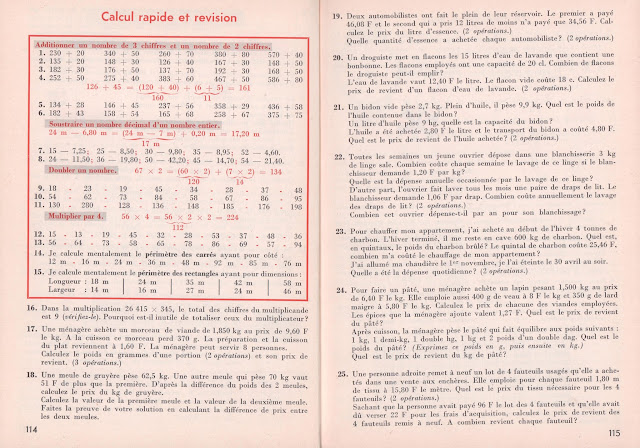 Calcul rapide et revision
Additionner un nombre de 3 chiffres et un nombre de 2 chiffres.
1. 230 + 20 340 + 50 260 + 70 380 + 80 570 + 40
2. 135 + 20 148 + 30 126 + 40 167 + 30 148 + 50
3. 182 + 30 176 + 50 137 + 70 192 + 30 168 + 50
4. 252 + 50 275 + 40 383 + 60 467 + 50 586 + 80
126 + 45 = (120 + 40) + (6 + 5) = 161
160 11
5. 134 + 28 146 + 45 237 + 56 358 + 29 436 + 58
6. 182 + 43 158 + 54 165 + 68 258 + 67 375 + 75
Soustraire un nombre décimal d'un nombre entier.
24 m — 6,80 m = (24 m — 7 m) + 0,20 m = 17,20 m
17 m
7. 15 — 7,25; 25 — 8,50; 30 — 9,80; 35 — 8,95; 52 — 4,60.
8. 24 — 11,50; 36 — 19,80; 50 — 42,20; 45 — 14,70; 54 — 21,40.
Doubler un nombre. 67 × 2 = (60 × 2) + (7 × 2) = 134
120 14
9. 18 - 23 - 19 - 45 - 34 - 28 - 37 - 48
10. 54 - 62 - 73 - 84 - 58 - 67 - 86 - 95
11. 130 - 280 - 128 - 136 - 148 - 185 - 176 - 198
Multiplier par 4. 56 × 4 = 56 × 2 × 2 = 224
112
12. 15 - 13 - 19 - 45 - 32 - 28 - 53 - 37 - 48 - 36
13. 56 - 64 - 73 - 58 - 65 - 78 - 86 - 69 - 57 - 94
14. Je calcule mentalement le périmètre des carrés ayant pour côté :
12 m - 16 m - 24 m - 36 m - 48 m - 92 m - 85 m - 76 m
15. Je calcule mentalement le périmètre des rectangles ayant pour dimensions :
Longueur : 18 m 24 m 35 m 42 m 58 m
Largeur : 14 m 16 m 27 m 24 m 46 m
16. Dans la multiplication 26 415 × 345, le total des chiffres du multiplicande
est 9 (vérifiez-le). Pourquoi est-il inutile de totaliser ceux du multiplicateur ?
17. Une ménagère achète un morceau de viande de 1,850 kg au prix de 9,60 F
le kg. A la cuisson ce morceau perd 370 g. La préparation et la cuisson
du plat reviennent à 1,60 F. La ménagère peut servir 8 personnes.
Calculez le poids en grammes d'une portion (2 opérations) et son prix de
revient. (3 opérations).
18. Une meule de gruyère pèse 62,5 kg. Une autre meule qui pèse 70 kg vaut
51 F de plus que la première. D'après la différence du poids des 2 meules,
calculez le prix du kg de gruyère.
Calculez la valeur de la première meule et la valeur de la deuxième meule.
Faites la preuve de votre solution en calculant la différence de prix entre
les deux meules.
114
19. Deux automobilistes ont fait le plein de leur réservoir. Le premier a payé
46,08 F et le second qui a pris 12 litres de moins n'a payé que 34,56 F. Cal-
culez le prix du litre d'essence. (2 opérations.)
Quelle quantité d'essence a achetée chaque automobiliste? (2 opérations.)
20. Un droguiste met en flacons les 15 litres d'eau de lavande que contient une
bonbonne. Les flacons employés ont une capacité de 20 cl. Combien de flacons
le droguiste peut-il emplir?
L'eau de lavande vaut 12,40 F le litre. Le flacon vide coûte 18 c. Calculez le
prix de revient d'un flacon d'eau de lavande. (2 opérations.)
21. Un bidon vide pèse 2,7 kg. Plein d'huile, il pèse 9,9 kg. Quel est le poids de
l'huile contenue dans le bidon?
Un litre d'huile pèse 9 hg, quelle est la capacité du bidon ?
L'huile a été achetée 2,80 F le litre et le transport du bidon a coûté 4,80 F.
Quel est le prix de revient de l'huile achetée? (2 opérations.)
22. Toutes les semaines un jeune ouvrier dépose dans une blanchisserie 3 kg
de linge sale. Combien coûte chaque semaine le lavage de ce linge si le blan-
chisseur demande 1,20 F par kg?
Quelle est la dépense annuelle occasionnée par le lavage de ce linge?
D'autre part, l'ouvrier fait laver tous les mois une paire de draps de lit. Le
blanchisseur demande 1,06 F par drap. Combien coûte annuellement le lavage
des draps de lit? (2 opérations.)
Combien cet ouvrier dépense-t-il par an pour son blanchissage?
23. Pour chauffer mon appartement, j'ai acheté au début de l'hiver 4 tonnes de
charbon. L'hiver terminé, il me reste en cave 600 kg de charbon. Quel est,
en quintaux, le poids du charbon brûlé? Le quintal de charbon coûte 25,46 F,
combien m'a coûté le chauffage de mon appartement?
J'ai allumé ma chaudière le 1er novembre, je l'ai éteinte le 30 avril au soir.
Quelle a été la dépense quotidienne? (2 opérations.)
24. Pour faire un pâté, une ménagère achète un lapin pesant 1,500 kg au prix
de 6,40 F le kg. Elle emploie aussi 400 g de veau à 8 F le kg et 350 g de lard
maigre à 5,80 F le kg. Calculez le prix de chacune des viandes employées.
Les épices que la ménagère ajoute valent 1,27 F. Quel est le prix de revient
du pâté?
Après cuisson, la ménagère pèse le pâté qui fait équilibre aux poids suivants :
1 kg, 1 demi-kg, 1 double hg, 1 hg et 2 poids d'un double dag. Quel est le
poids du pâté? (Exprimez ce poids en g, puis ensuite en kg.)
Quel est le prix de revient du kg de pâté?
25. Une personne adroite remet à neuf un lot de 4 fauteuils usagés qu'elle a ache-
tés dans une vente aux enchères. Elle emploie pour chaque fauteuil 1,80 m
de tissu à 15,80 F le mètre. Quel est le prix du tissu nécessaire pour les 4
fauteuils? (2 opérations.)
Sachant que la personne avait payé 96 F le lot des 4 fauteuils et qu'elle avait
dû verser 22 F pour les frais d'acquisition, calculez le prix de revient des
4 fauteuils remis à neuf. A combien revient chaque fauteuil?
115